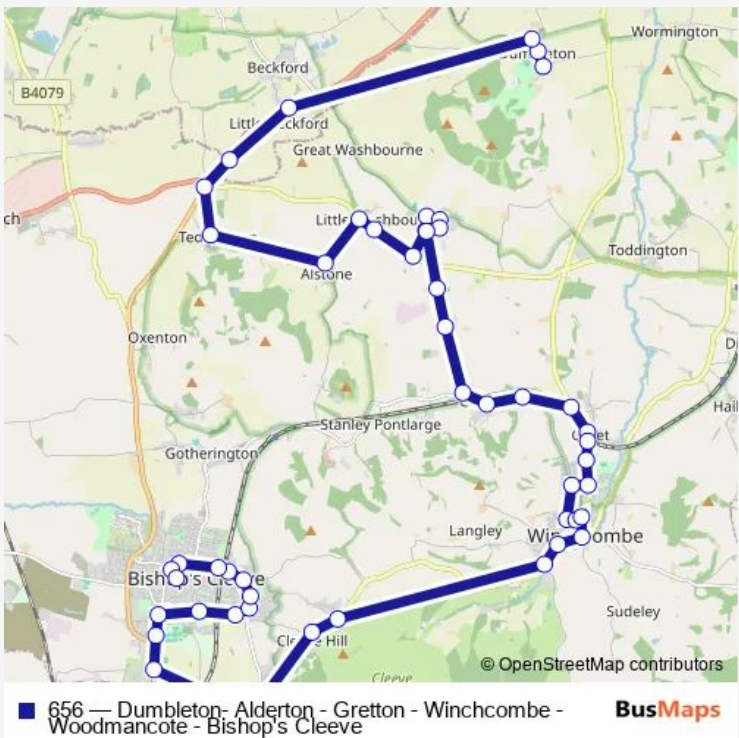 Wormington
Beckford
B4079
Great Washbourne
Toddington
Alstone
Oxenton
Stanley Pontlarge
Gotherington
Langley
Sudeley
Cleeve
© OpenStreetMap contributors
656 — Dumbleton- Alderton - Gretton - Winchcombe -
Woodmancote - Bishop's Cleeve
BusMaps